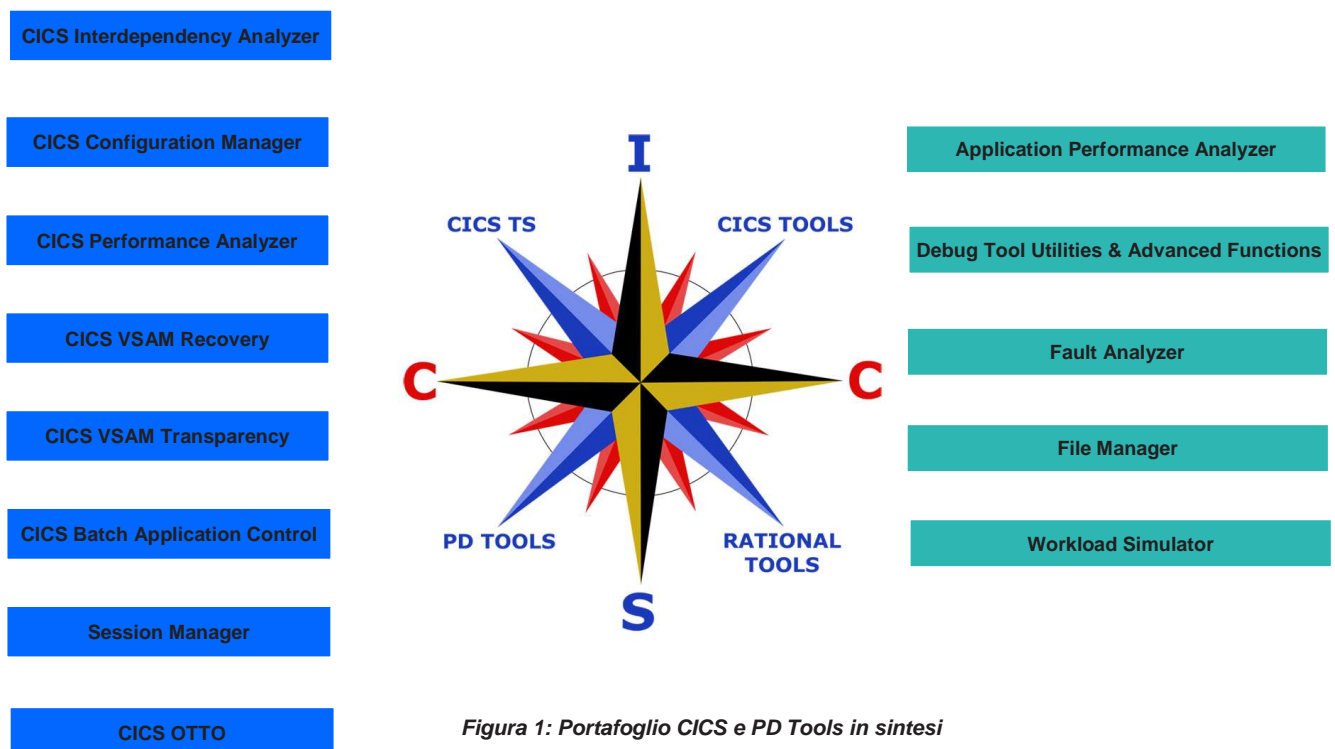 CICS Interdependency Analyzer
CICS Configuration Manager
CICS Performance Analyzer
CICS VSAM Recovery
CICS VSAM Transparency
CICS Batch Application Control
Session Manager
CICS OTTO
I
CICS TS
CICS TOOLS
C
C
PD TOOLS
RATIONAL
TOOLS
S
Application Performance Analyzer
Debug Tool Utilities & Advanced Functions
Fault Analyzer
File Manager
Workload Simulator
Figura 1: Portafoglio CICS e PD Tools in sintesi